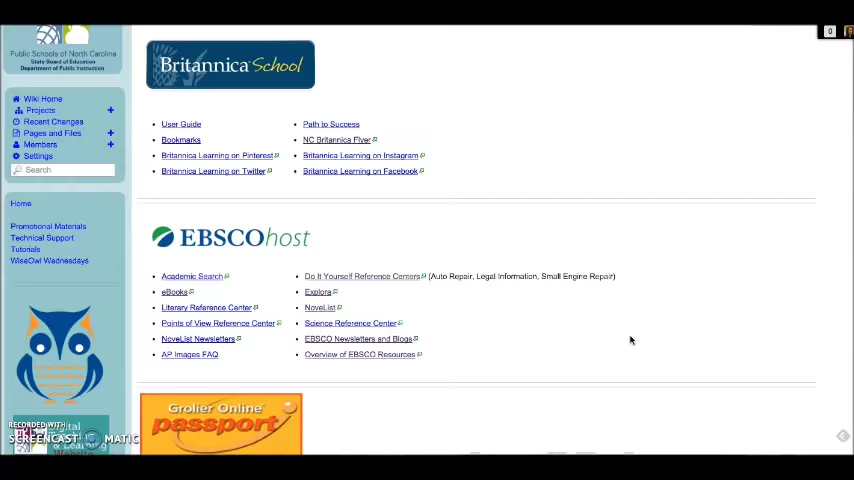 Public Schools of North Carolina
State Board of Education
Department of Public Instruction
Wiki Home
Projects
Recent Changes
Pages and Files
Members
Settings
Search
Home
Promotional Materials
Technical Support
Tutorials
WiseOwl Wednesdays
RECORDED WITH
SCREENCAST MATIC
0
Britannica School
User Guide
Bookmarks
Britannica Learning on Pinterest
Britannica Learning on Twitter
Path to Success
NC Britannica Flyer
Britannica Learning on Instagram
Britannica Learning on Facebook
EBSCOhost
Academic Search
eBooks
Literary Reference Center
Points of View Reference Center
NoveList Newsletters
AP Images FAQ
Do It Yourself Reference Centers (Auto Repair, Legal Information, Small Engine Repair)
Explora
NoveList
Science Reference Center
EBSCO Newsletters and Blogs
Overview of EBSCO Resources
Grolier Online
passport